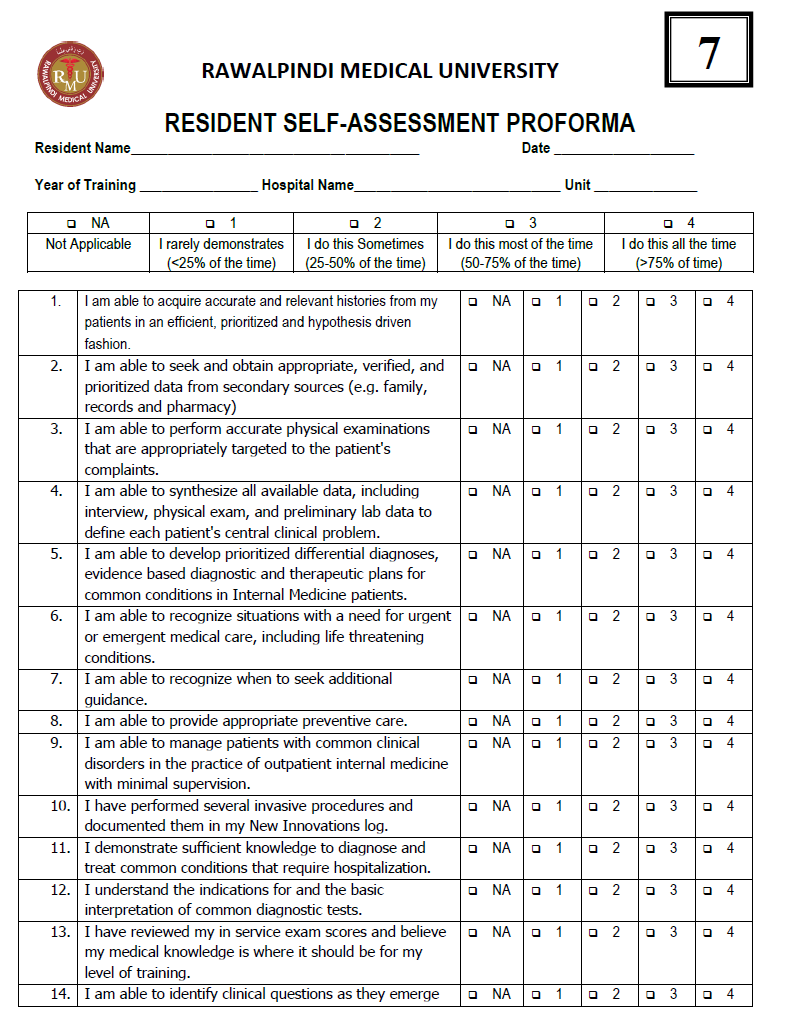 7
RAWALPINDI MEDICAL UNIVERSITY
RMU
RAWALPINDI MEDICAL UNIVERSITY
RESIDENT SELF-ASSESSMENT PROFORMA
Resident Name_______________________________________ Date ___________________
Year of Training ________________ Hospital Name____________________________ Unit ______________
❑ NA ❑ 1 ❑ 2 ❑ 3 ❑ 4
Not Applicable I rarely demonstrates I do this Sometimes I do this most of the time I do this all the time
(<25% of the time) (25-50% of the time) (50-75% of the time) (>75% of time)
1. I am able to acquire accurate and relevant histories from my ❑ NA ❑ 1 ❑ 2 ❑ 3 ❑ 4
patients in an efficient, prioritized and hypothesis driven
fashion.
2. I am able to seek and obtain appropriate, verified, and ❑ NA ❑ 1 ❑ 2 ❑ 3 ❑ 4
prioritized data from secondary sources (e.g. family,
records and pharmacy)
3. I am able to perform accurate physical examinations ❑ NA ❑ 1 ❑ 2 ❑ 3 ❑ 4
that are appropriately targeted to the patient's
complaints.
4. I am able to synthesize all available data, including ❑ NA ❑ 1 ❑ 2 ❑ 3 ❑ 4
interview, physical exam, and preliminary lab data to
define each patient's central clinical problem.
5. I am able to develop prioritized differential diagnoses, ❑ NA ❑ 1 ❑ 2 ❑ 3 ❑ 4
evidence based diagnostic and therapeutic plans for
common conditions in Internal Medicine patients.
6. I am able to recognize situations with a need for urgent ❑ NA ❑ 1 ❑ 2 ❑ 3 ❑ 4
or emergent medical care, including life threatening
conditions.
7. I am able to recognize when to seek additional ❑ NA ❑ 1 ❑ 2 ❑ 3 ❑ 4
guidance.
8. I am able to provide appropriate preventive care. ❑ NA ❑ 1 ❑ 2 ❑ 3 ❑ 4
9. I am able to manage patients with common clinical ❑ NA ❑ 1 ❑ 2 ❑ 3 ❑ 4
disorders in the practice of outpatient internal medicine
with minimal supervision.
10. I have performed several invasive procedures and ❑ NA ❑ 1 ❑ 2 ❑ 3 ❑ 4
documented them in my New Innovations log.
11. I demonstrate sufficient knowledge to diagnose and ❑ NA ❑ 1 ❑ 2 ❑ 3 ❑ 4
treat common conditions that require hospitalization.
12. I understand the indications for and the basic ❑ NA ❑ 1 ❑ 2 ❑ 3 ❑ 4
interpretation of common diagnostic tests.
13. I have reviewed my in service exam scores and believe ❑ NA ❑ 1 ❑ 2 ❑ 3 ❑ 4
my medical knowledge is where it should be for my
level of training.
14. I am able to identify clinical questions as they emerge ❑ NA ❑ 1 ❑ 2 ❑ 3 ❑ 4